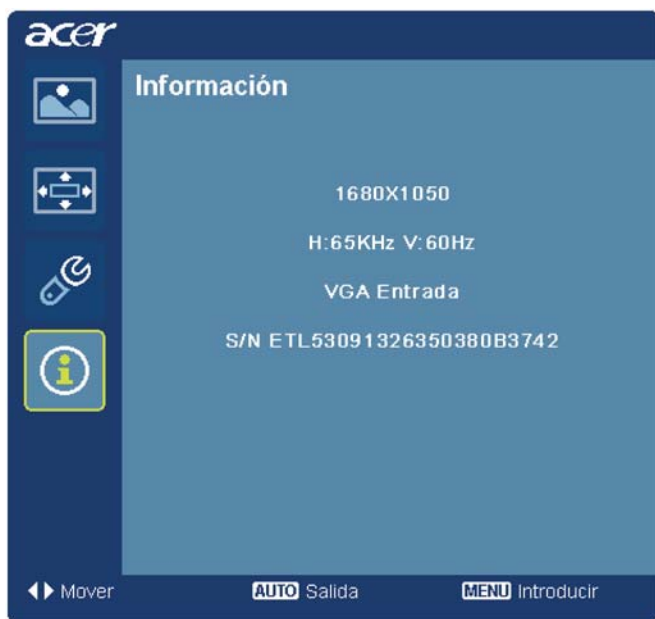 acer
Información
1680X1050
H:65KHz V:60Hz
VGA Entrada
S/N ETL53091326350380B3742
Mover AUTO Salida MENU Introducir